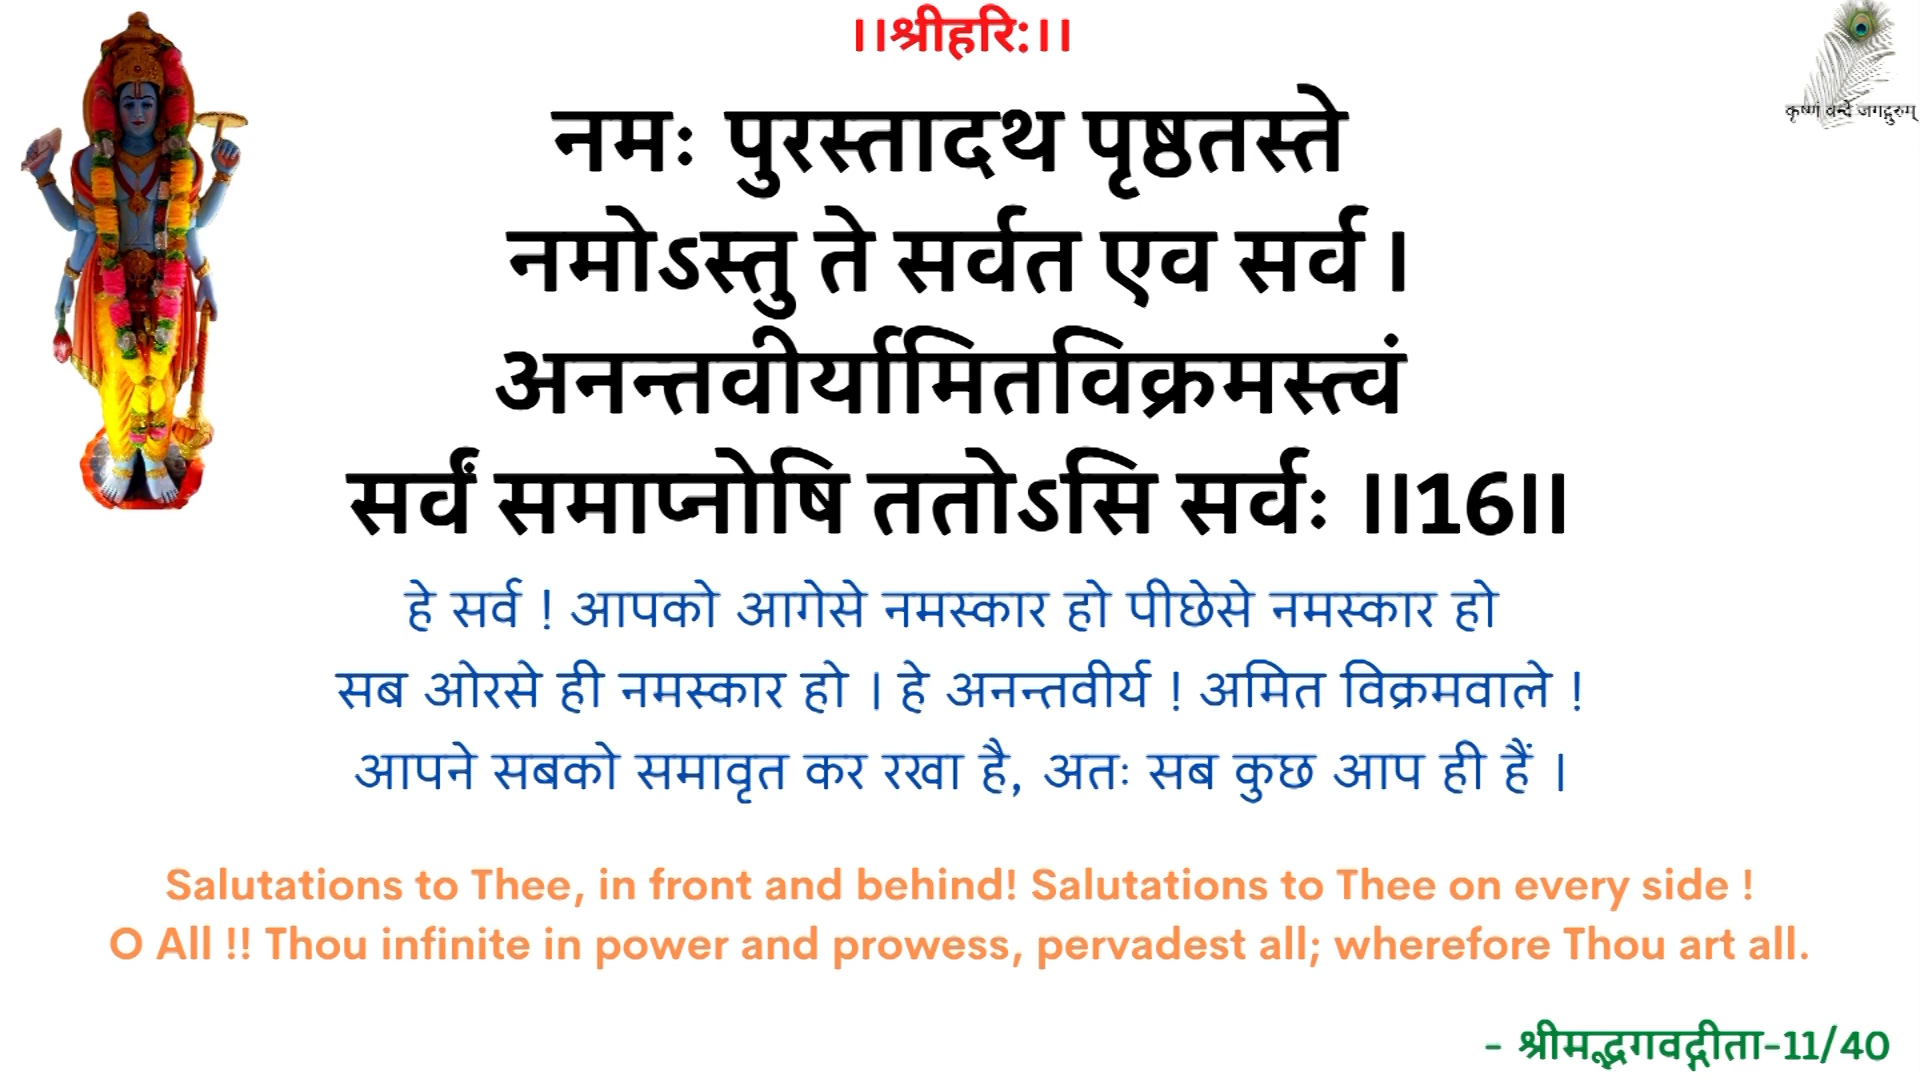 ।।श्रीहरि:।।
कृष्णं वन्दे जगद्गुरुम्
नमः पुरस्तादथ पृष्ठतस्ते
नमोऽस्तु ते सर्वत एव सर्व ।
अनन्तवीर्यामितविक्रमस्त्वं
सर्वं समाप्नोषि ततोऽसि सर्वः ।।16।।
हे सर्व ! आपको आगेसे नमस्कार हो पीछेसे नमस्कार हो
सब ओरसे ही नमस्कार हो । हे अनन्तवीर्य ! अमित विक्रमवाले !
आपने सबको समावृत कर रखा है, अतः सब कुछ आप ही हैं ।
Salutations to Thee, in front and behind! Salutations to Thee on every side !
O All !! Thou infinite in power and prowess, pervadest all; wherefore Thou art all.
- श्रीमद्भगवद्गीता-11/40